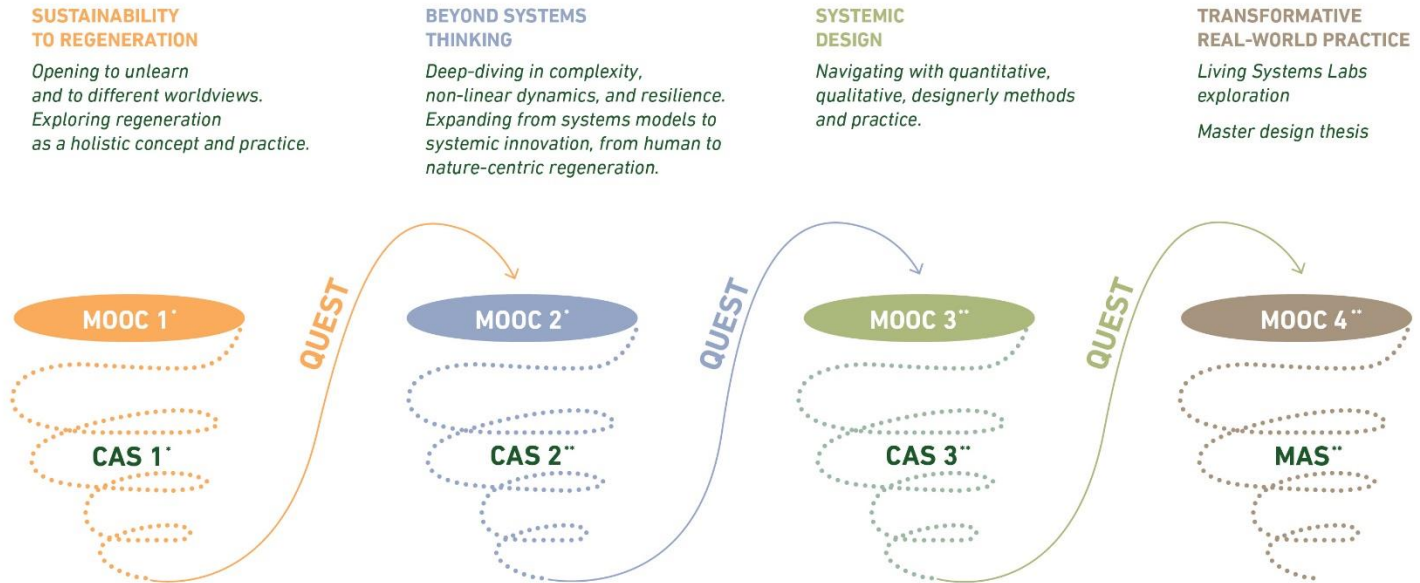 SUSTAINABILITY
TO REGENERATION
Opening to unlearn
and to different worldviews.
Exploring regeneration
as a holistic concept and practice.
BEYOND SYSTEMS
THINKING
Deep-diving in complexity,
non-linear dynamics, and resilience.
Expanding from systems models to
systemic innovation, from human to
nature-centric regeneration.
SYSTEMIC
DESIGN
Navigating with quantitative,
qualitative, designerly methods
and practice.
TRANSFORMATIVE
REAL-WORLD PRACTICE
Living Systems Labs
exploration
Master design thesis
MOOC 1*
QUEST
MOOC 2*
QUEST
MOOC 3**
QUEST
MOOC 4**
CAS 1*
CAS 2**
CAS 3**
MAS**